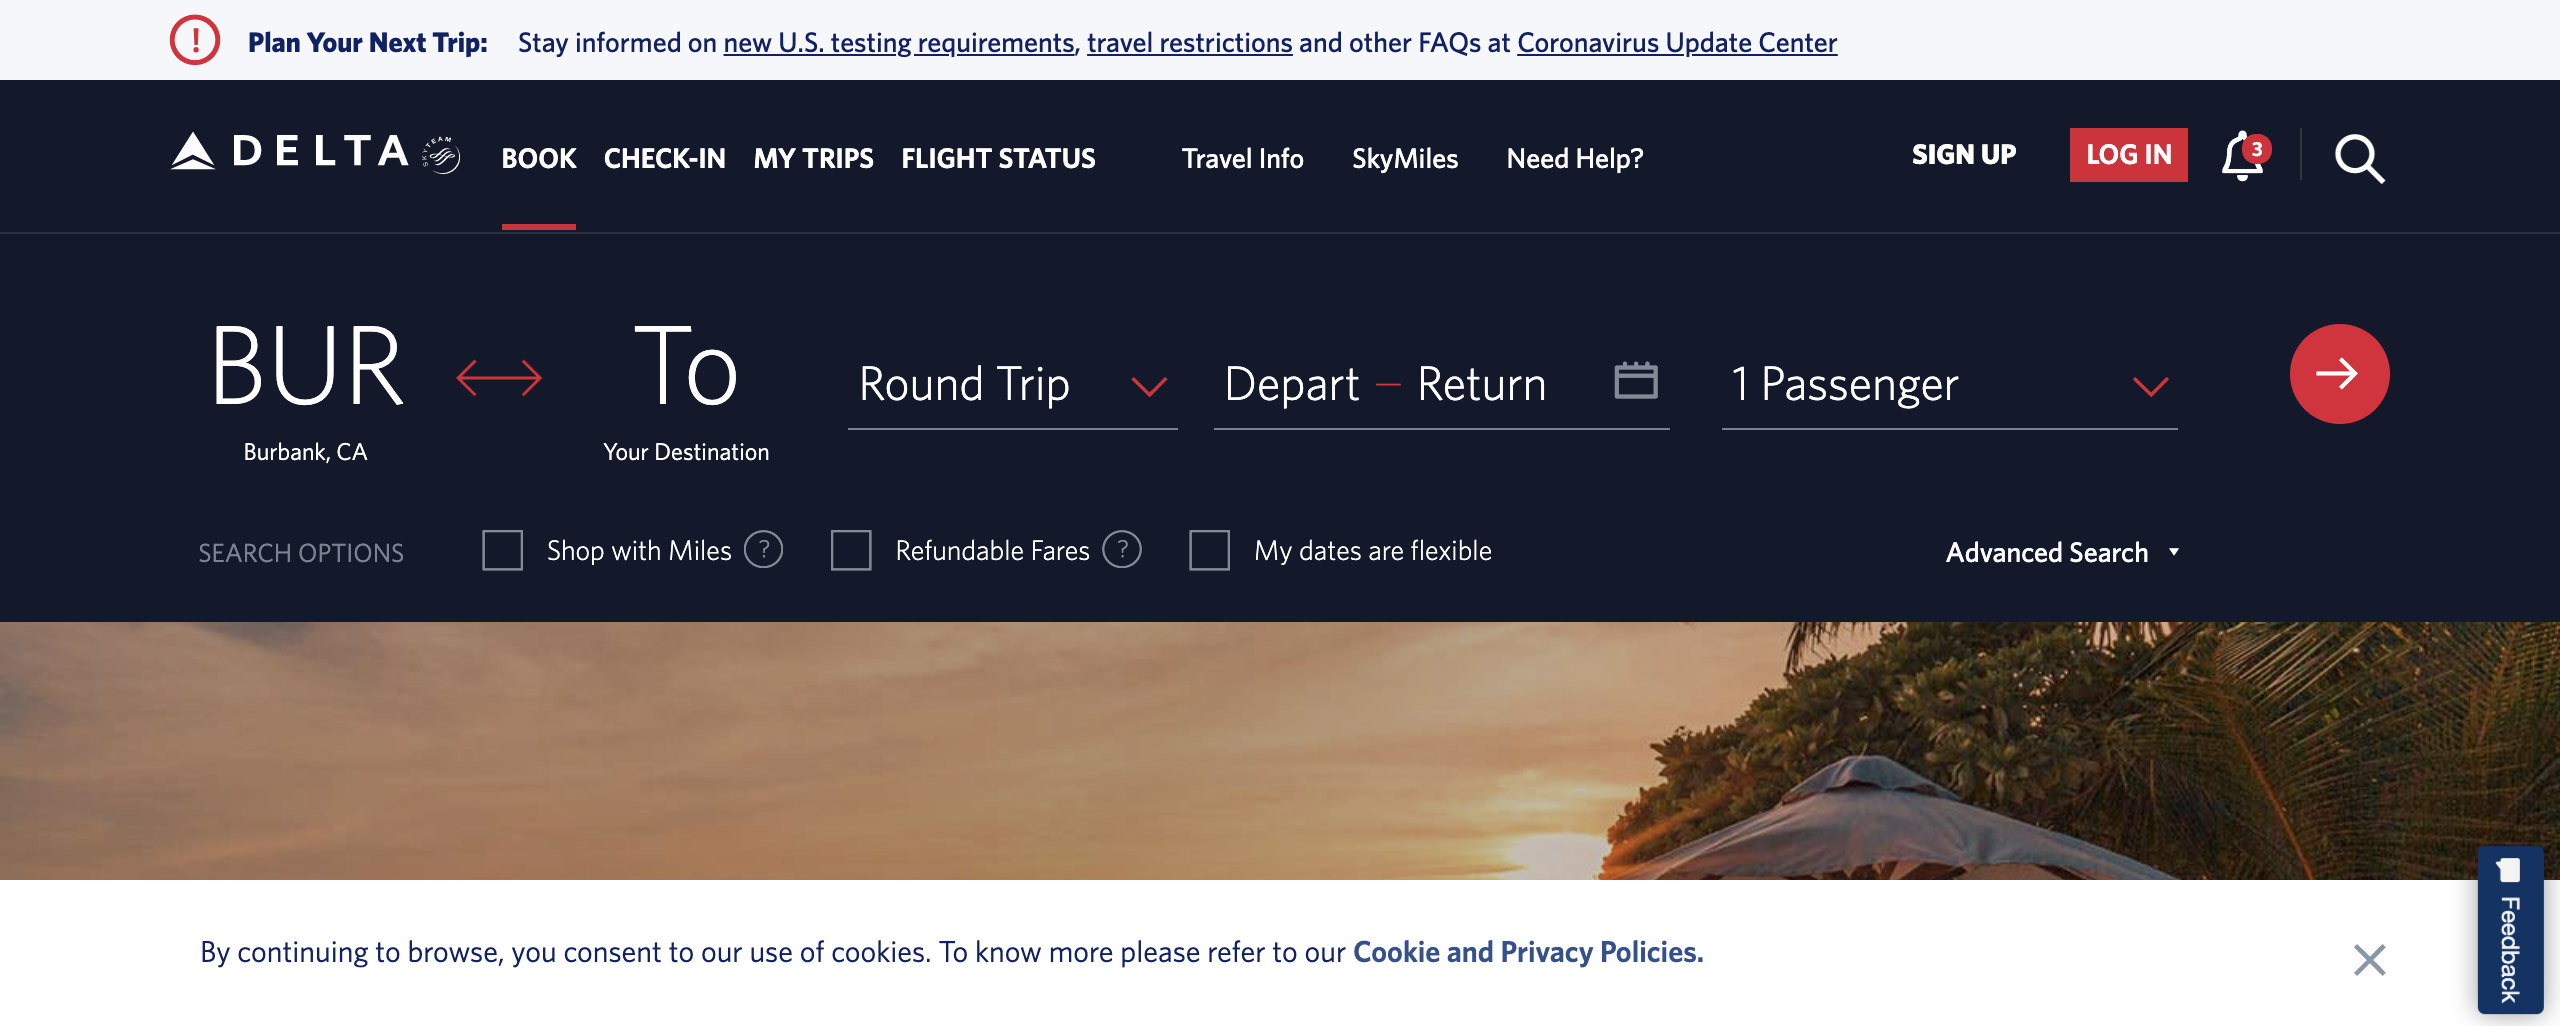 Plan Your Next Trip: Stay informed on new U.S. testing requirements, travel restrictions and other FAQs at Coronavirus Update Center
DELTA SKYTEAM BOOK CHECK-IN MY TRIPS FLIGHT STATUS Travel Info SkyMiles Need Help? SIGN UP LOG IN 3
BUR To Round Trip Depart — Return 1 Passenger
Burbank, CA Your Destination
SEARCH OPTIONS Shop with Miles ? Refundable Fares ? My dates are flexible Advanced Search
By continuing to browse, you consent to our use of cookies. To know more please refer to our Cookie and Privacy Policies.
Feedback